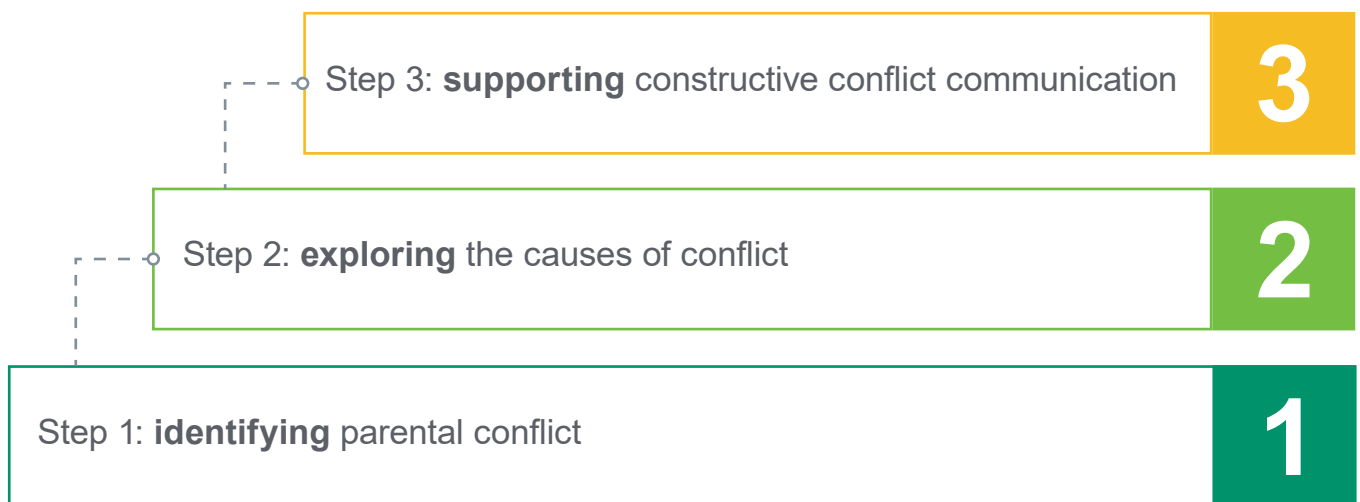 Step 3: supporting constructive conflict communication
3
Step 2: exploring the causes of conflict
2
Step 1: identifying parental conflict
1